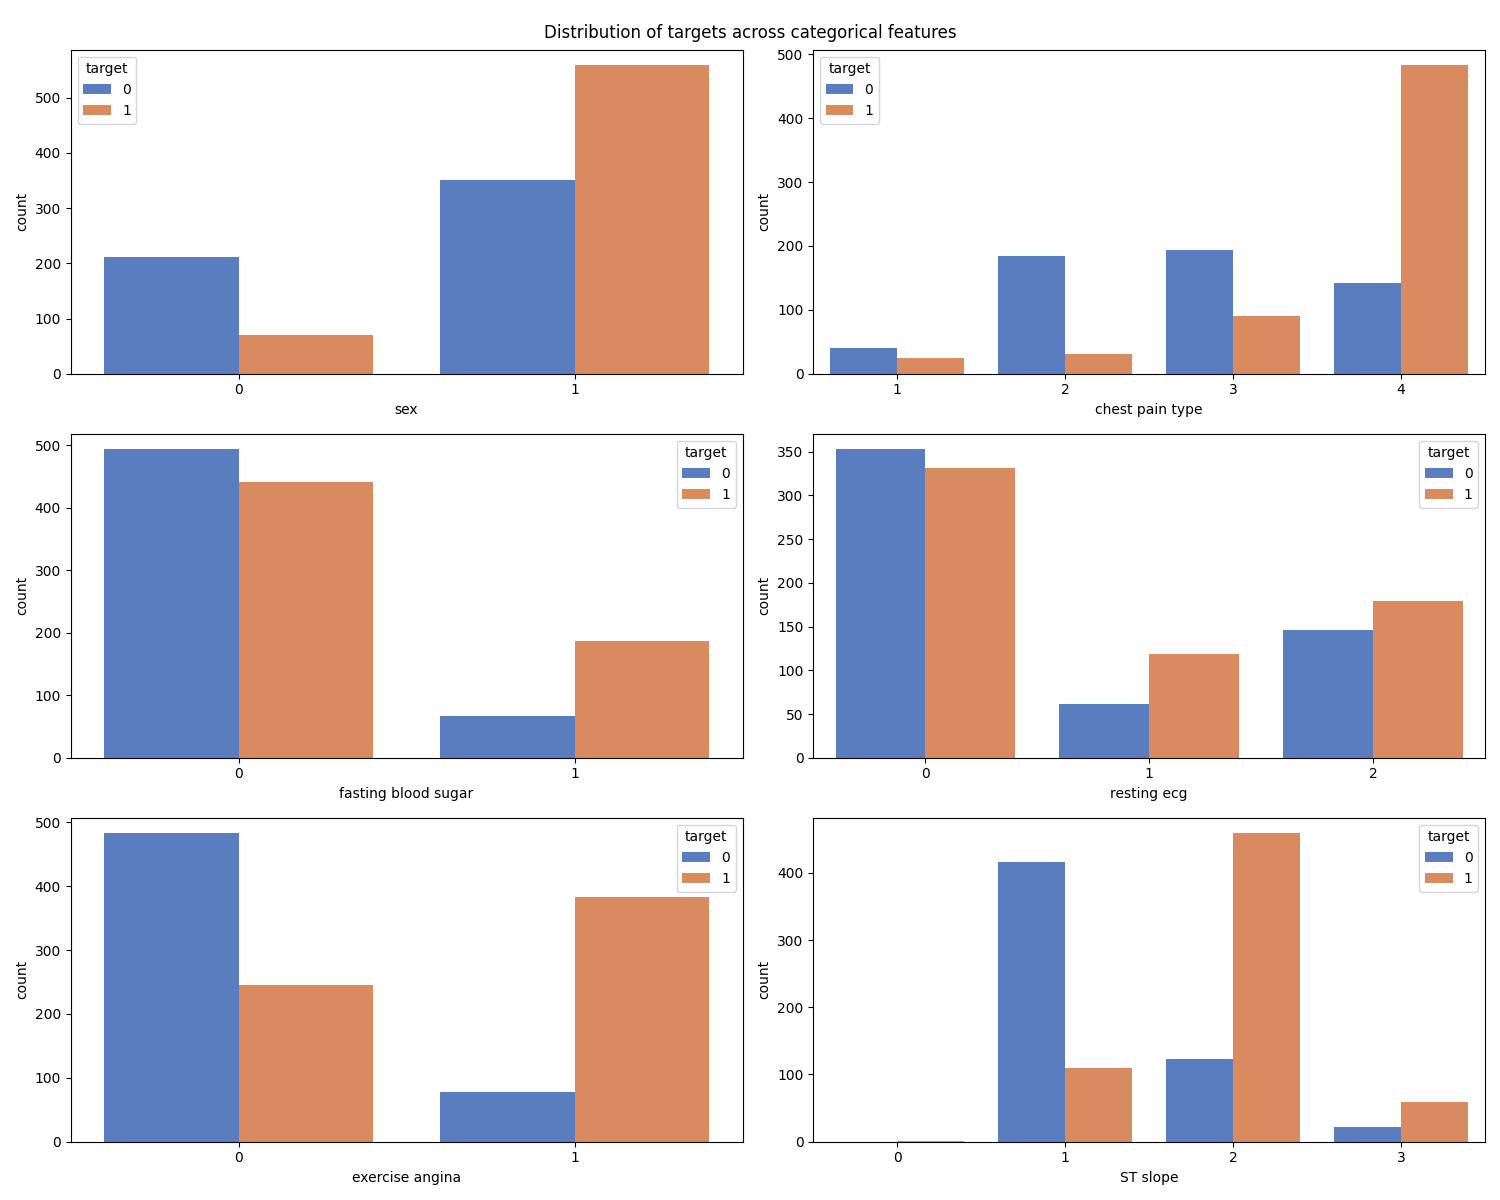 Distribution of targets across categorical features
target
0
1
500
400
300
200
100
0
count
0 1
sex
target
0
1
500
400
300
200
100
0
count
1 2 3 4
chest pain type
target
0
1
500
400
300
200
100
0
count
0 1
fasting blood sugar
target
0
1
350
300
250
200
150
100
50
0
count
0 1 2
resting ecg
target
0
1
500
400
300
200
100
0
count
0 1
exercise angina
target
0
1
400
300
200
100
0
count
0 1 2 3
ST slope